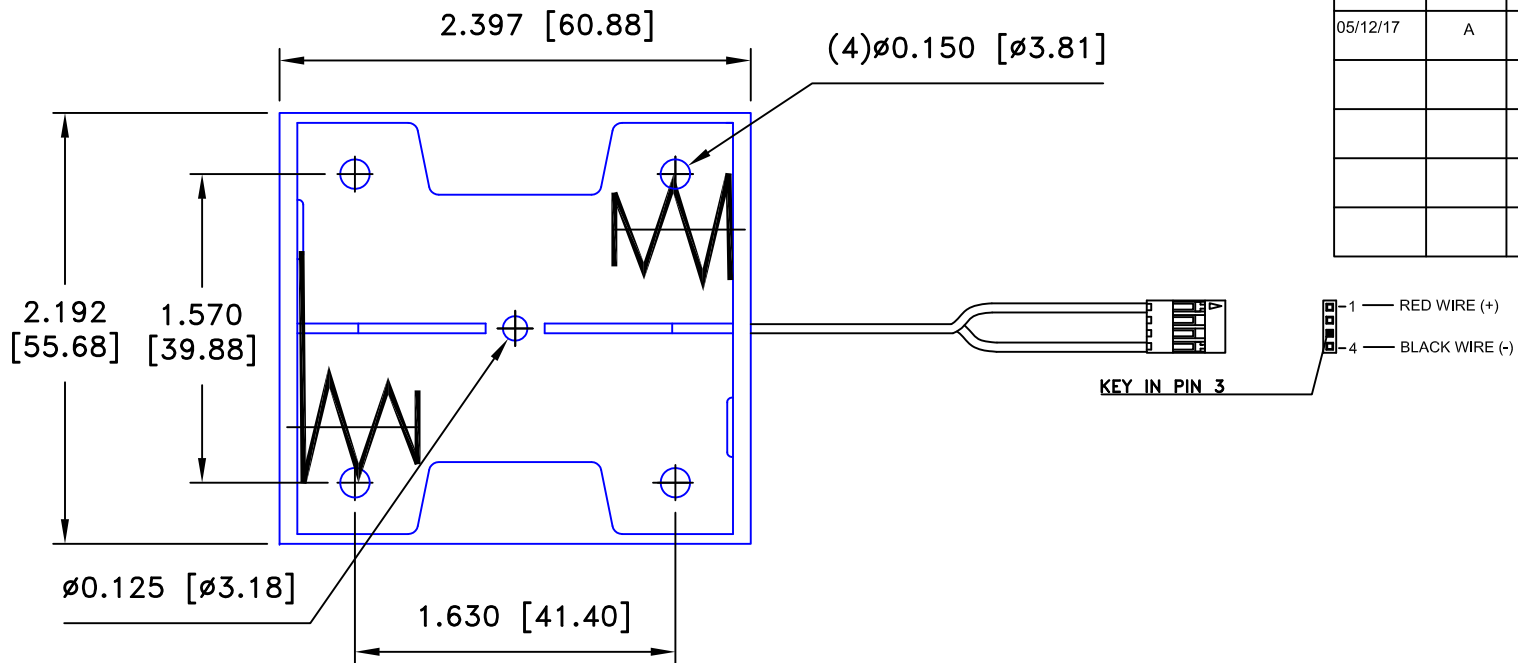 2.397 [60.88]
(4)ø0.150 [ø3.81]
05/12/17 A
2.192
[55.68]
1.570
[39.88]
1 RED WIRE (+)
4 BLACK WIRE (-)
KEY IN PIN 3
ø0.125 [ø3.18]
1.630 [41.40]